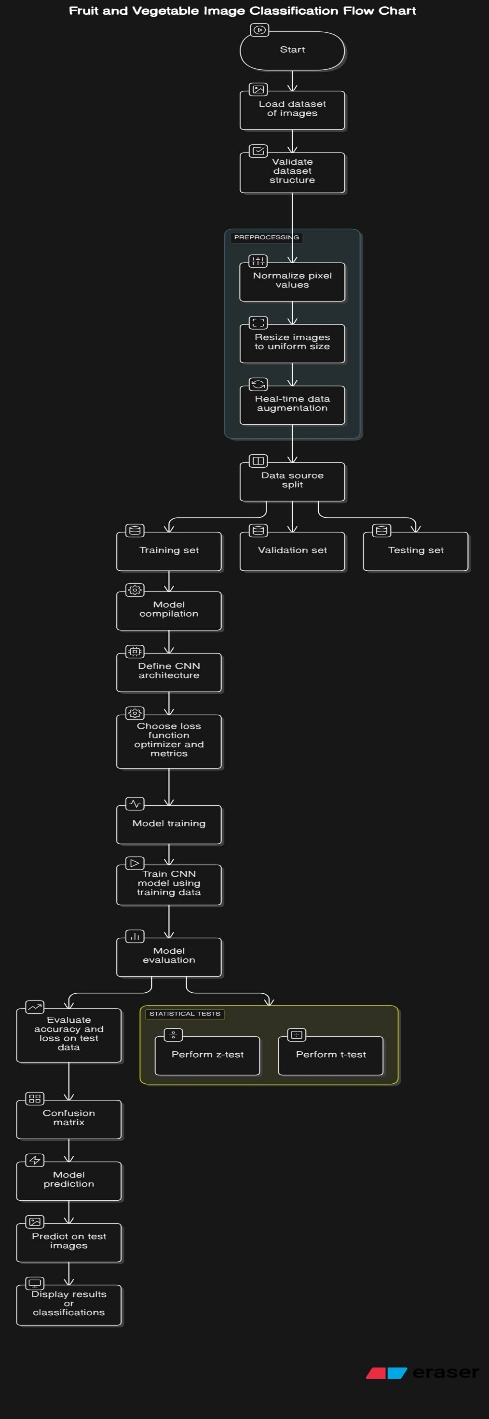 Fruit and Vegetable Image Classification Flow Chart
Start
Load dataset
of images
Validate
dataset
structure
PREPROCESSING
Normalize pixel
values
Resize images
to uniform size
Real-time data
augmentation
Data source
split
Training set
Validation set
Testing set
Model
compilation
Define CNN
architecture
Choose loss
function
optimizer and
metrics
Model training
Train CNN
model using
training data
Model
evaluation
Evaluate
accuracy and
loss on test
data
STATISTICAL TESTS
Perform z-test
Perform t-test
Confusion
matrix
Model
prediction
Predict on test
images
Display results
or
classifications
eraser